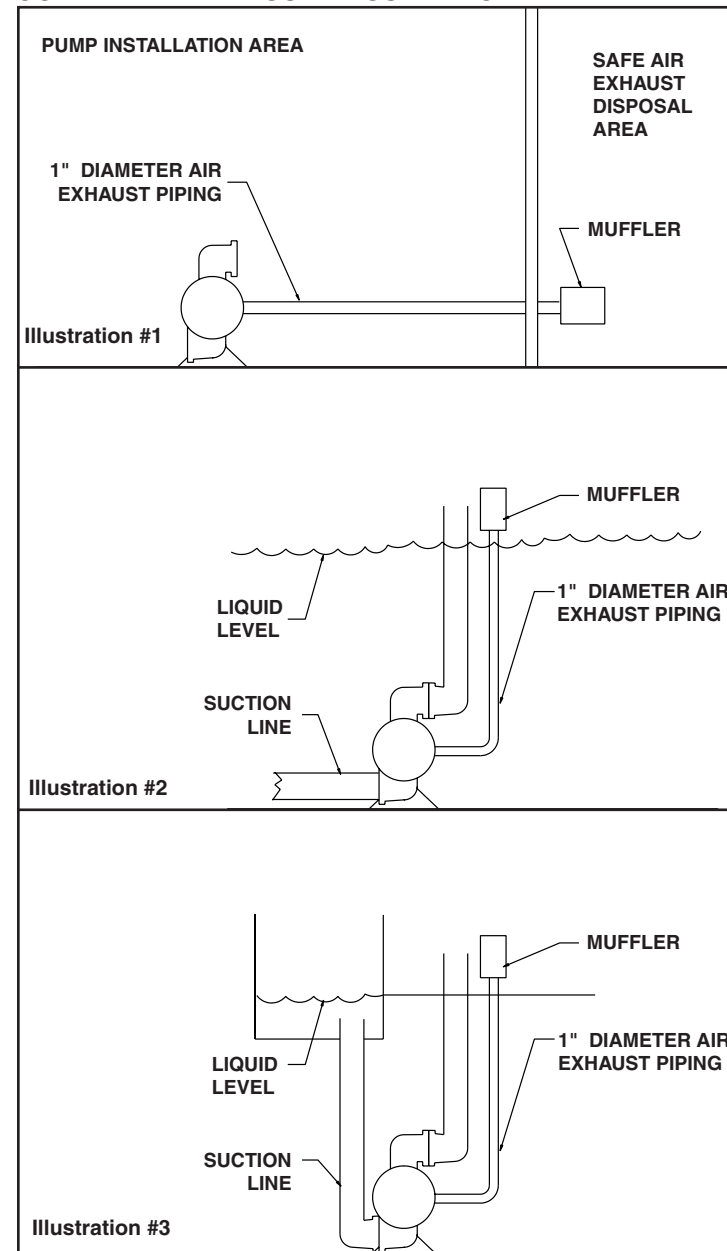 PUMP INSTALLATION AREA
SAFE AIR
EXHAUST
DISPOSAL
AREA
1" DIAMETER AIR
EXHAUST PIPING
MUFFLER
Illustration #1
MUFFLER
LIQUID
LEVEL
1" DIAMETER AIR
EXHAUST PIPING
SUCTION
LINE
Illustration #2
MUFFLER
LIQUID
LEVEL
1" DIAMETER AIR
EXHAUST PIPING
SUCTION
LINE
Illustration #3